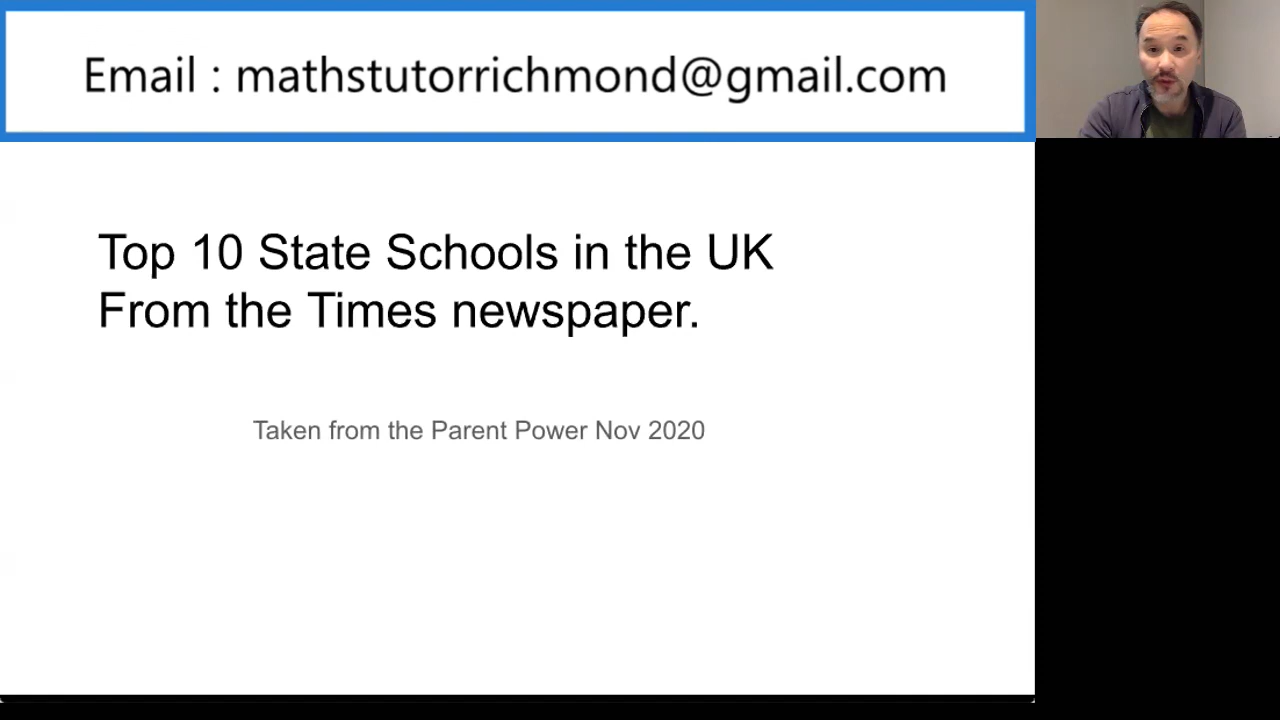 Email : mathstutorrichmond@gmail.com
Top 10 State Schools in the UK
From the Times newspaper.
Taken from the Parent Power Nov 2020